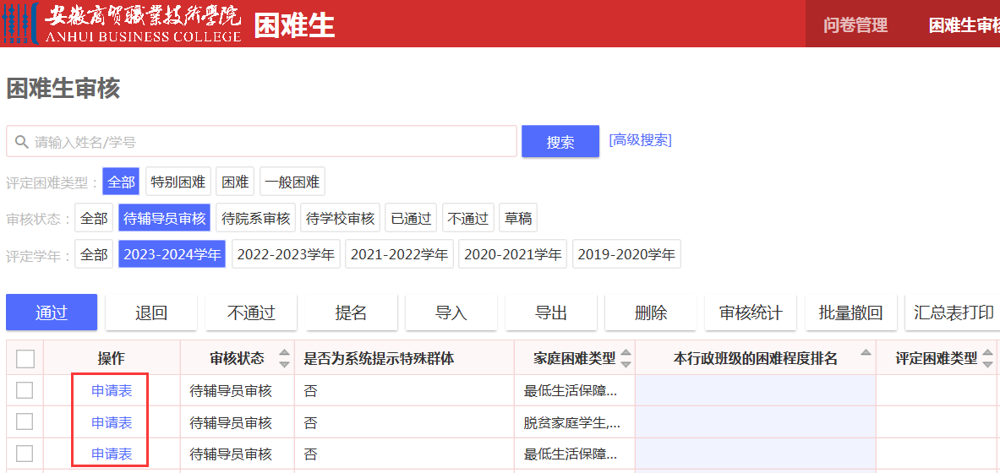 安徽商贸職業技術學院
ANHUI BUSINESS COLLEGE
困难生
问卷管理
困难生审核
困难生审核
请输入姓名/学号
搜索
[高级搜索]
评定困难类型： 全部 特别困难 困难 一般困难
审核状态： 全部 待辅导员审核 待院系审核 待学校审核 已通过 不通过 草稿
评定学年： 全部 2023-2024学年 2022-2023学年 2021-2022学年 2020-2021学年 2019-2020学年
通过 退回 不通过 提名 导入 导出 删除 审核统计 批量撤回 汇总表打印
操作 审核状态 是否为系统提示特殊群体 家庭困难类型 本行政班级的困难程度排名 评定困难类型
申请表 待辅导员审核 否 最低生活保障...
申请表 待辅导员审核 否 脱贫家庭学生,...
申请表 待辅导员审核 否 最低生活保障...